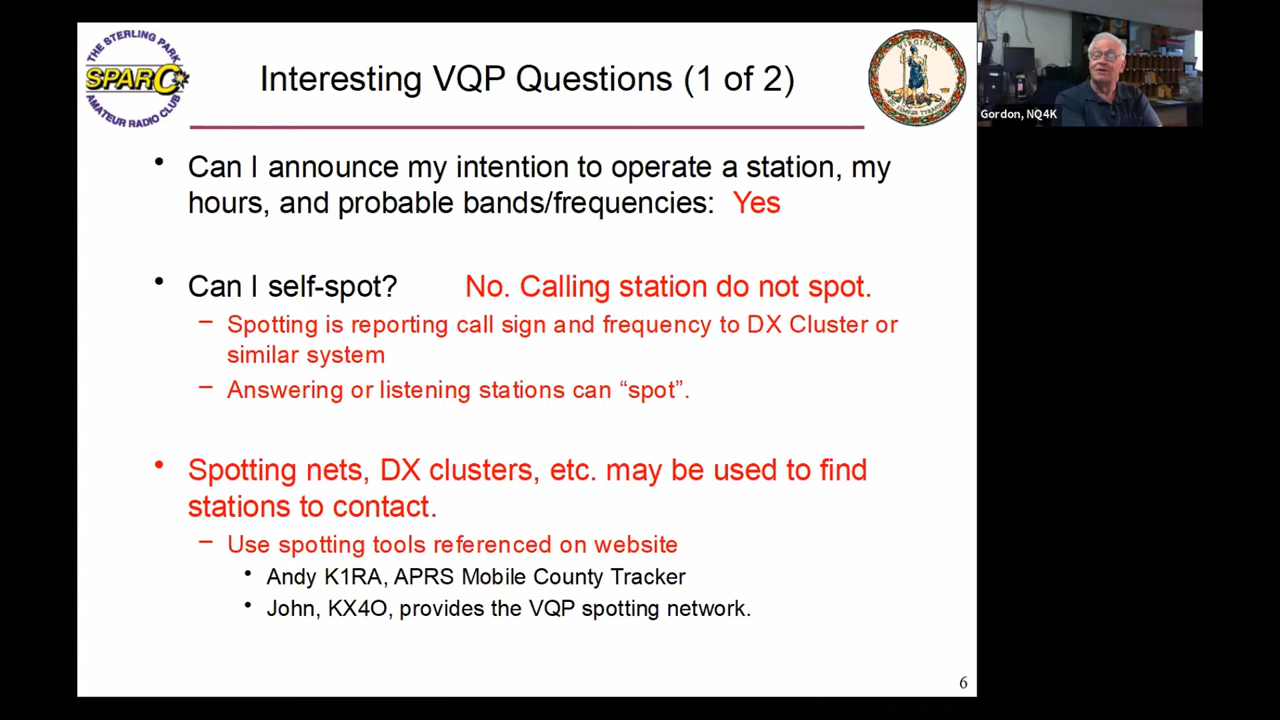 THE STERLING PARK
SPARC
AMATEUR RADIO CLUB
Interesting VQP Questions (1 of 2)
VIRGINIA
Gordon, NQ4K
• Can I announce my intention to operate a station, my
hours, and probable bands/frequencies: Yes
• Can I self-spot? No. Calling station do not spot.
– Spotting is reporting call sign and frequency to DX Cluster or
similar system
– Answering or listening stations can “spot”.
• Spotting nets, DX clusters, etc. may be used to find
stations to contact.
– Use spotting tools referenced on website
• Andy K1RA, APRS Mobile County Tracker
• John, KX4O, provides the VQP spotting network.
6